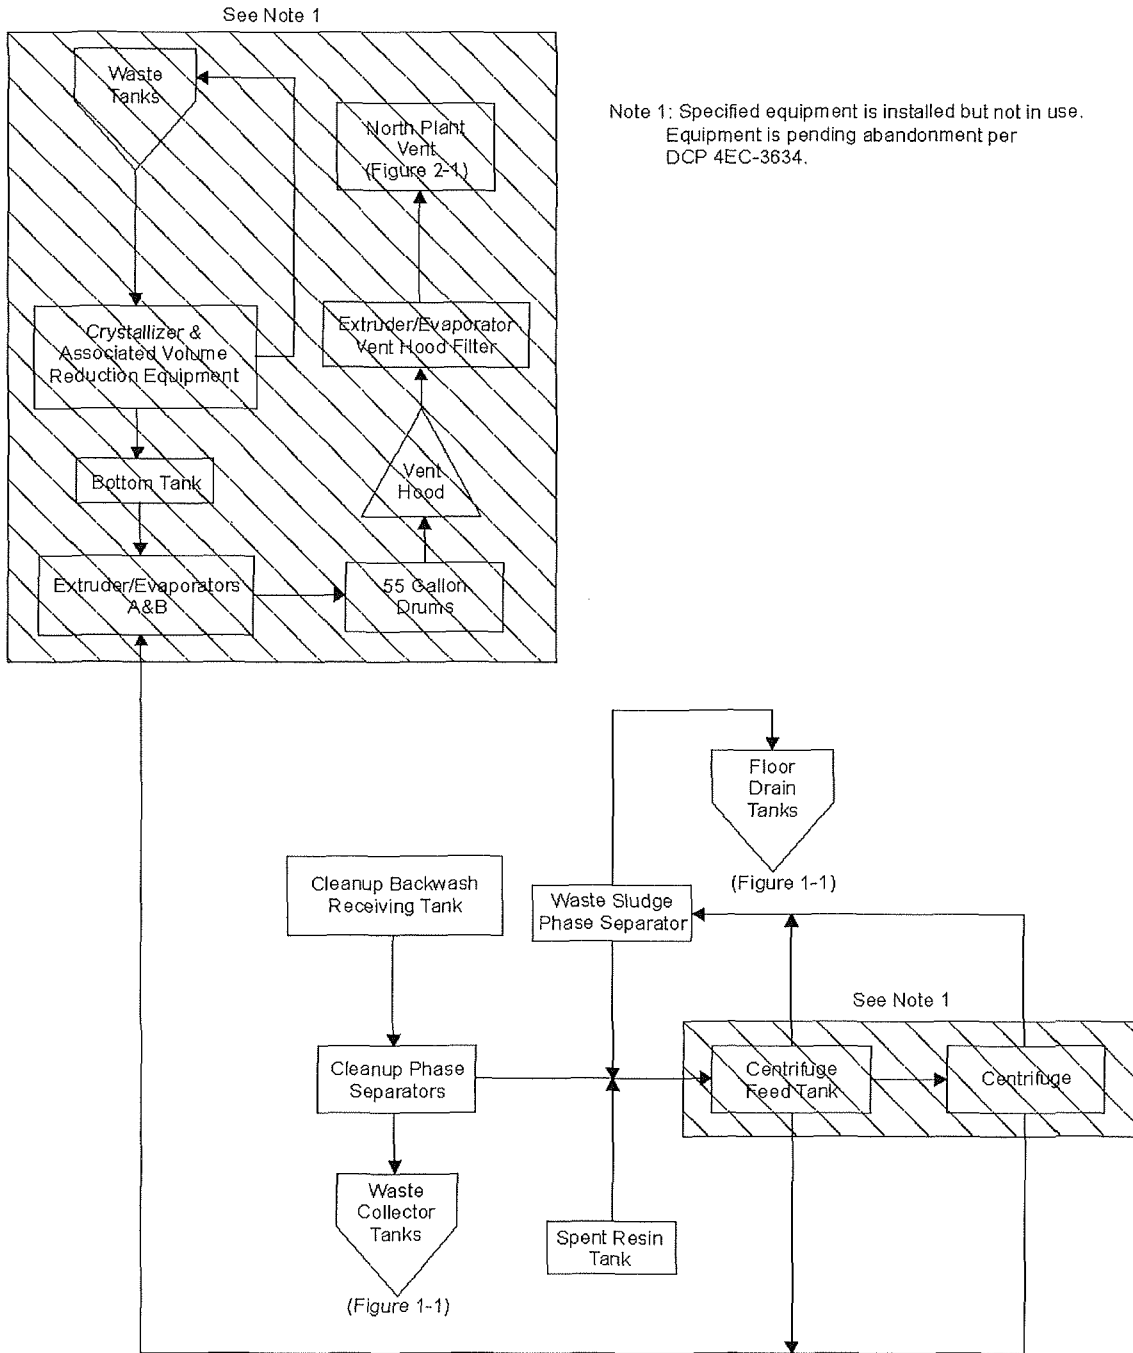 See Note 1
Waste
Tanks
North Plant
Vent
(Figure 2-1)
Note 1: Specified equipment is installed but not in use.
Equipment is pending abandonment per
DCP 4EC-3634.
Crystallizer &
Associated Volume
Reduction Equipment
Extruder/Evaporator
Vent Hood Filter
Bottom Tank
Vent
Hood
Extruder/Evaporators
A&B
55 Gallon
Drums
Floor
Drain
Tanks
(Figure 1-1)
Cleanup Backwash
Receiving Tank
Waste Sludge
Phase Separator
See Note 1
Cleanup Phase
Separators
Centrifuge
Feed Tank
Centrifuge
Waste
Collector
Tanks
(Figure 1-1)
Spent Resin
Tank